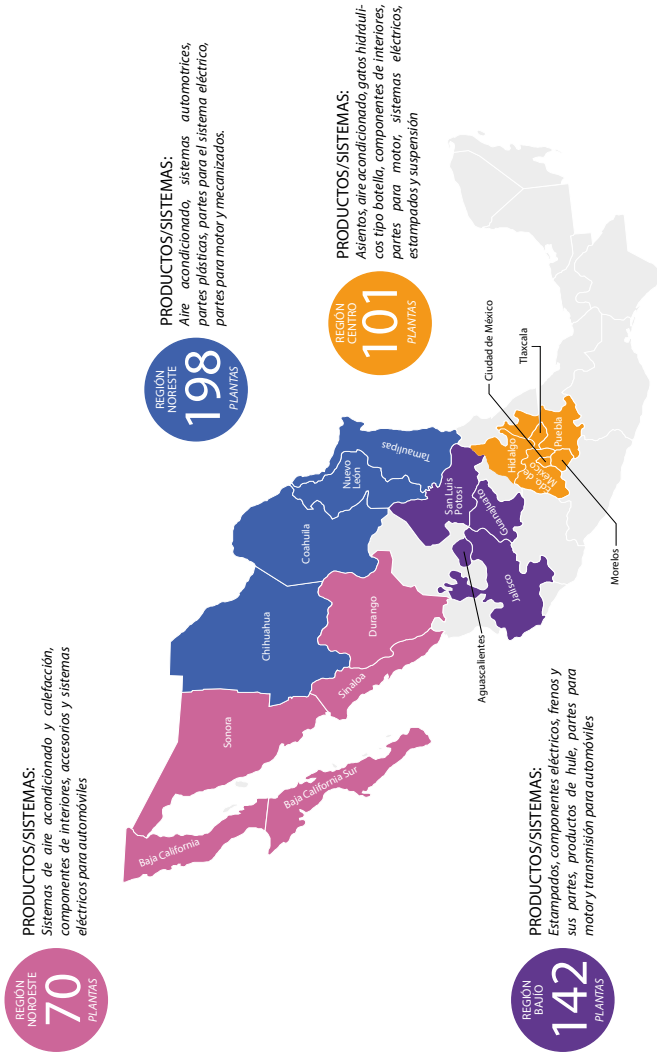 REGIÓN
NOROESTE
70
PLANTAS
PRODUCTOS/SISTEMAS:
Sistemas de aire acondicionado y calefacción,
componentes de interiores, accesorios y sistemas
eléctricos para automóviles
REGIÓN
NORESTE
198
PLANTAS
PRODUCTOS/SISTEMAS:
Aire acondicionado, sistemas automotrices,
partes plásticas, partes para el sistema eléctrico,
partes para motor y mecanizados.
REGIÓN
CENTRO
101
PLANTAS
PRODUCTOS/SISTEMAS:
Asientos, aire acondicionado, gatos hidráuli-
cos tipo botella, componentes de interiores,
partes para motor, sistemas eléctricos,
estampados y suspensión
REGIÓN
BAJÍO
142
PLANTAS
PRODUCTOS/SISTEMAS:
Estampados, componentes eléctricos, frenos y
sus partes, productos de hule, partes para
motor y transmisión para automóviles
Baja California
Baja California Sur
Sonora
Sinaloa
Chihuahua
Durango
Coahuila
Nuevo
León
Tamaulipas
San Luis
Potosí
Guanajuato
Jalisco
Aguascalientes
Hidalgo
Edo. de
México
Puebla
Ciudad de México
Tlaxcala
Morelos